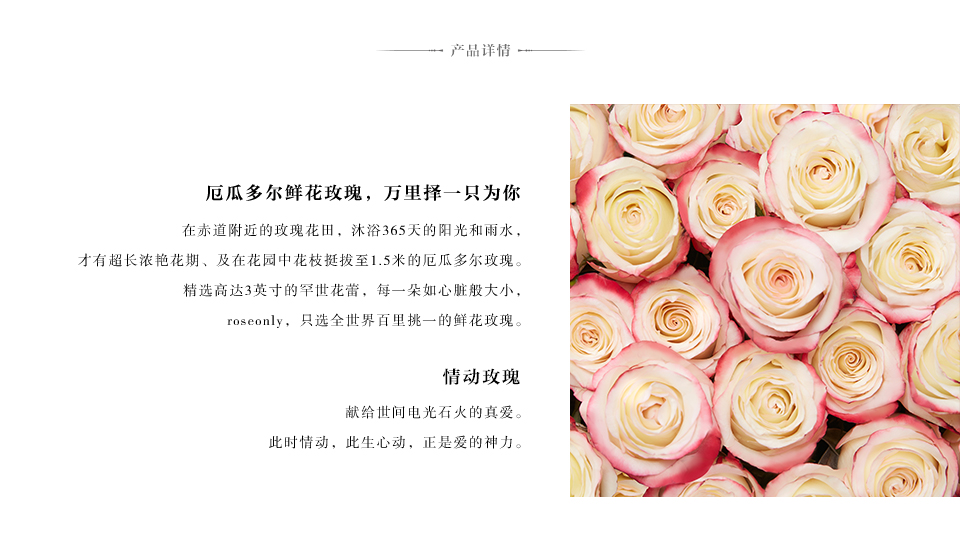 产品详情
厄瓜多尔鲜花玫瑰，万里择一只为你
在赤道附近的玫瑰花田，沐浴365天的阳光和雨水，
才有超长浓艳花期、及在花园中花枝挺拔至1.5米的厄瓜多尔玫瑰。
精选高达3英寸的罕世花蕾，每一朵如心脏般大小，
roseonly，只选全世界百里挑一的鲜花玫瑰。
情动玫瑰
献给世间电光石火的真爱。
此时情动，此生心动，正是爱的神力。